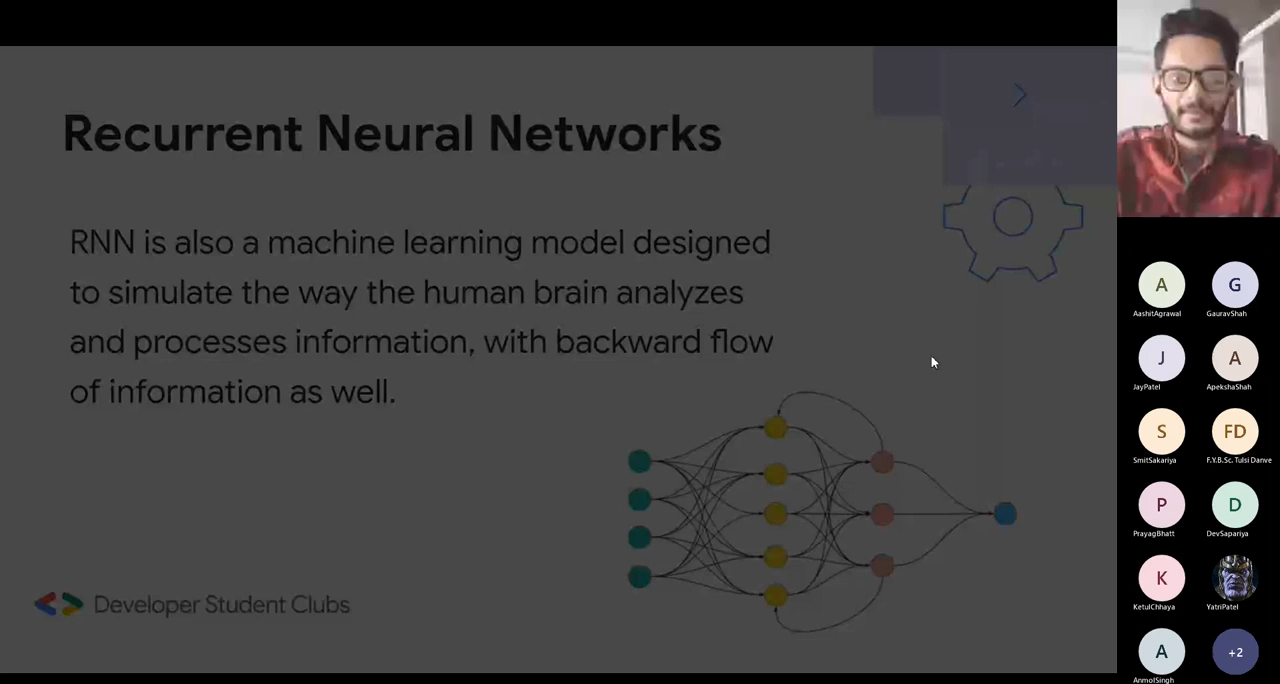 Recurrent Neural Networks
RNN is also a machine learning model designed
to simulate the way the human brain analyzes
and processes information, with backward flow
of information as well.
Developer Student Clubs
A
G
AashitAgrawal
GauravShah
J
A
JayPatel
ApekshaShah
S
FD
SmitSakariya
F.Y.B.Sc. Tulsi Danve
P
D
PrayagBhatt
DevSapariya
K
KetulChhaya
YatriPatel
A
+2
AnmolSingh